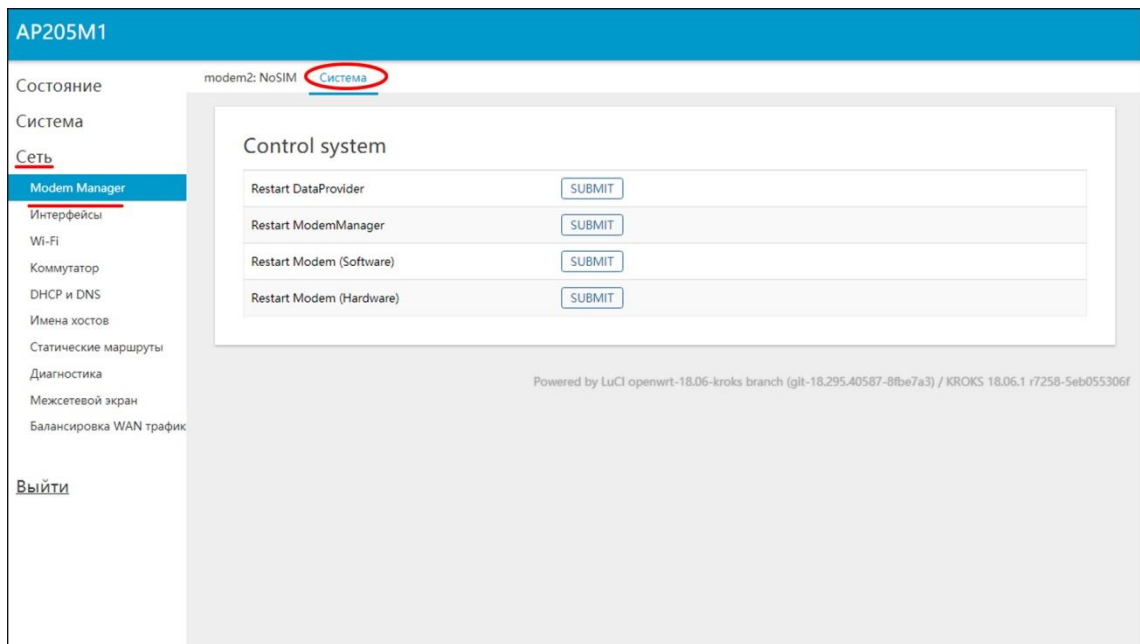 AP205M1
Состояние
Система
Сеть
Modem Manager
Интерфейсы
Wi-Fi
Коммутатор
DHCP и DNS
Имена хостов
Статические маршруты
Диагностика
Межсетевой экран
Балансировка WAN трафик
Выйти
modem2: NoSIM Система
Control system
Restart DataProvider SUBMIT
Restart ModemManager SUBMIT
Restart Modem (Software) SUBMIT
Restart Modem (Hardware) SUBMIT
Powered by LuCI openwrt-18.06-kroks branch (git-18.295.40587-8fbe7a3) / KROKS 18.06.1 r7258-5eb055306f